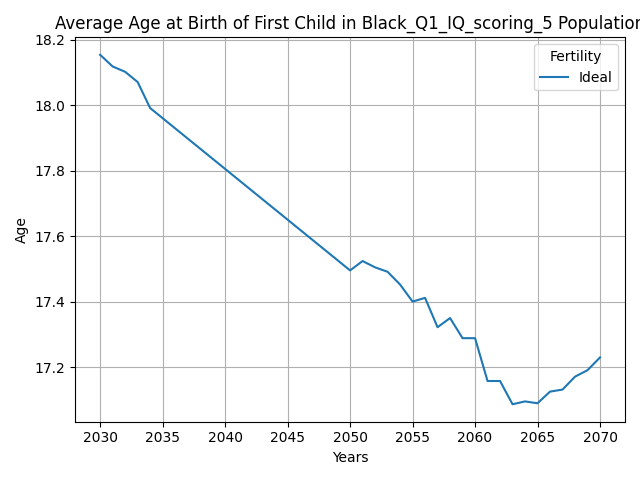 Average Age at Birth of First Child in Black_Q1_IQ_scoring_5 Population
18.2
18.0
17.8
17.6
17.4
17.2
Age
Fertility
Ideal
2030 2035 2040 2045 2050 2055 2060 2065 2070
Years